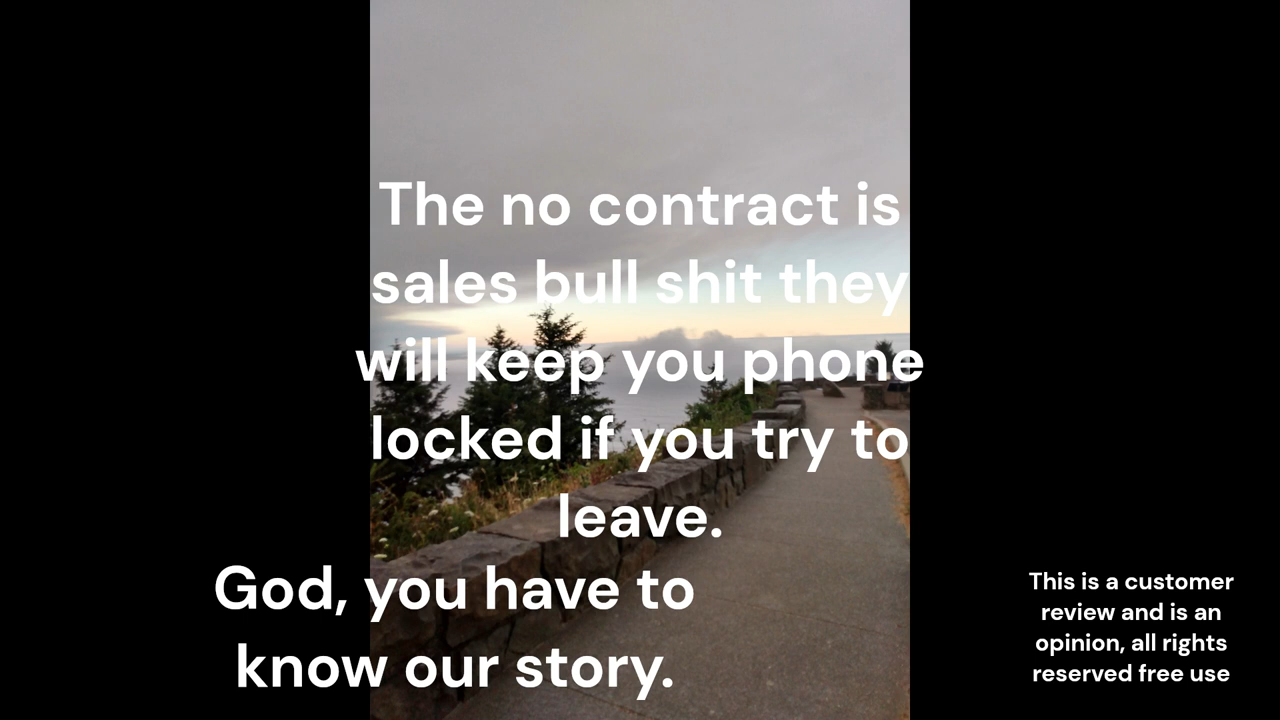 The no contract is
sales bull shit they
will keep you phone
locked if you try to
leave.
God, you have to
know our story.
This is a customer
review and is an
opinion, all rights
reserved free use